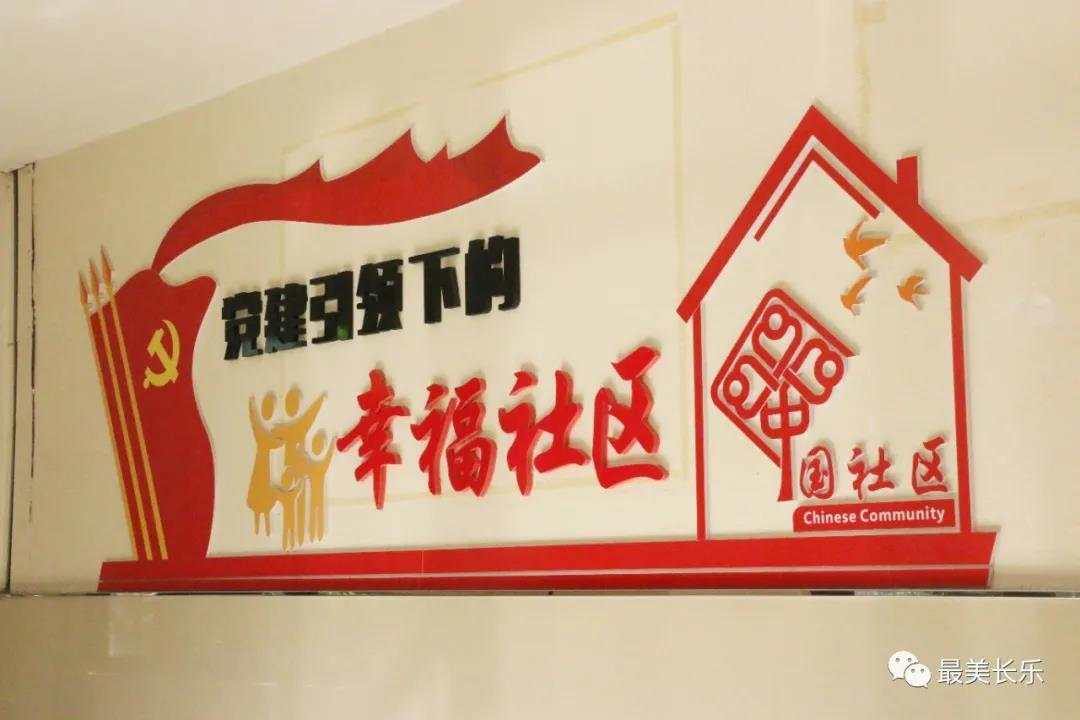 党建引领下的
幸福社区
中国社区
Chinese Community
最美长乐